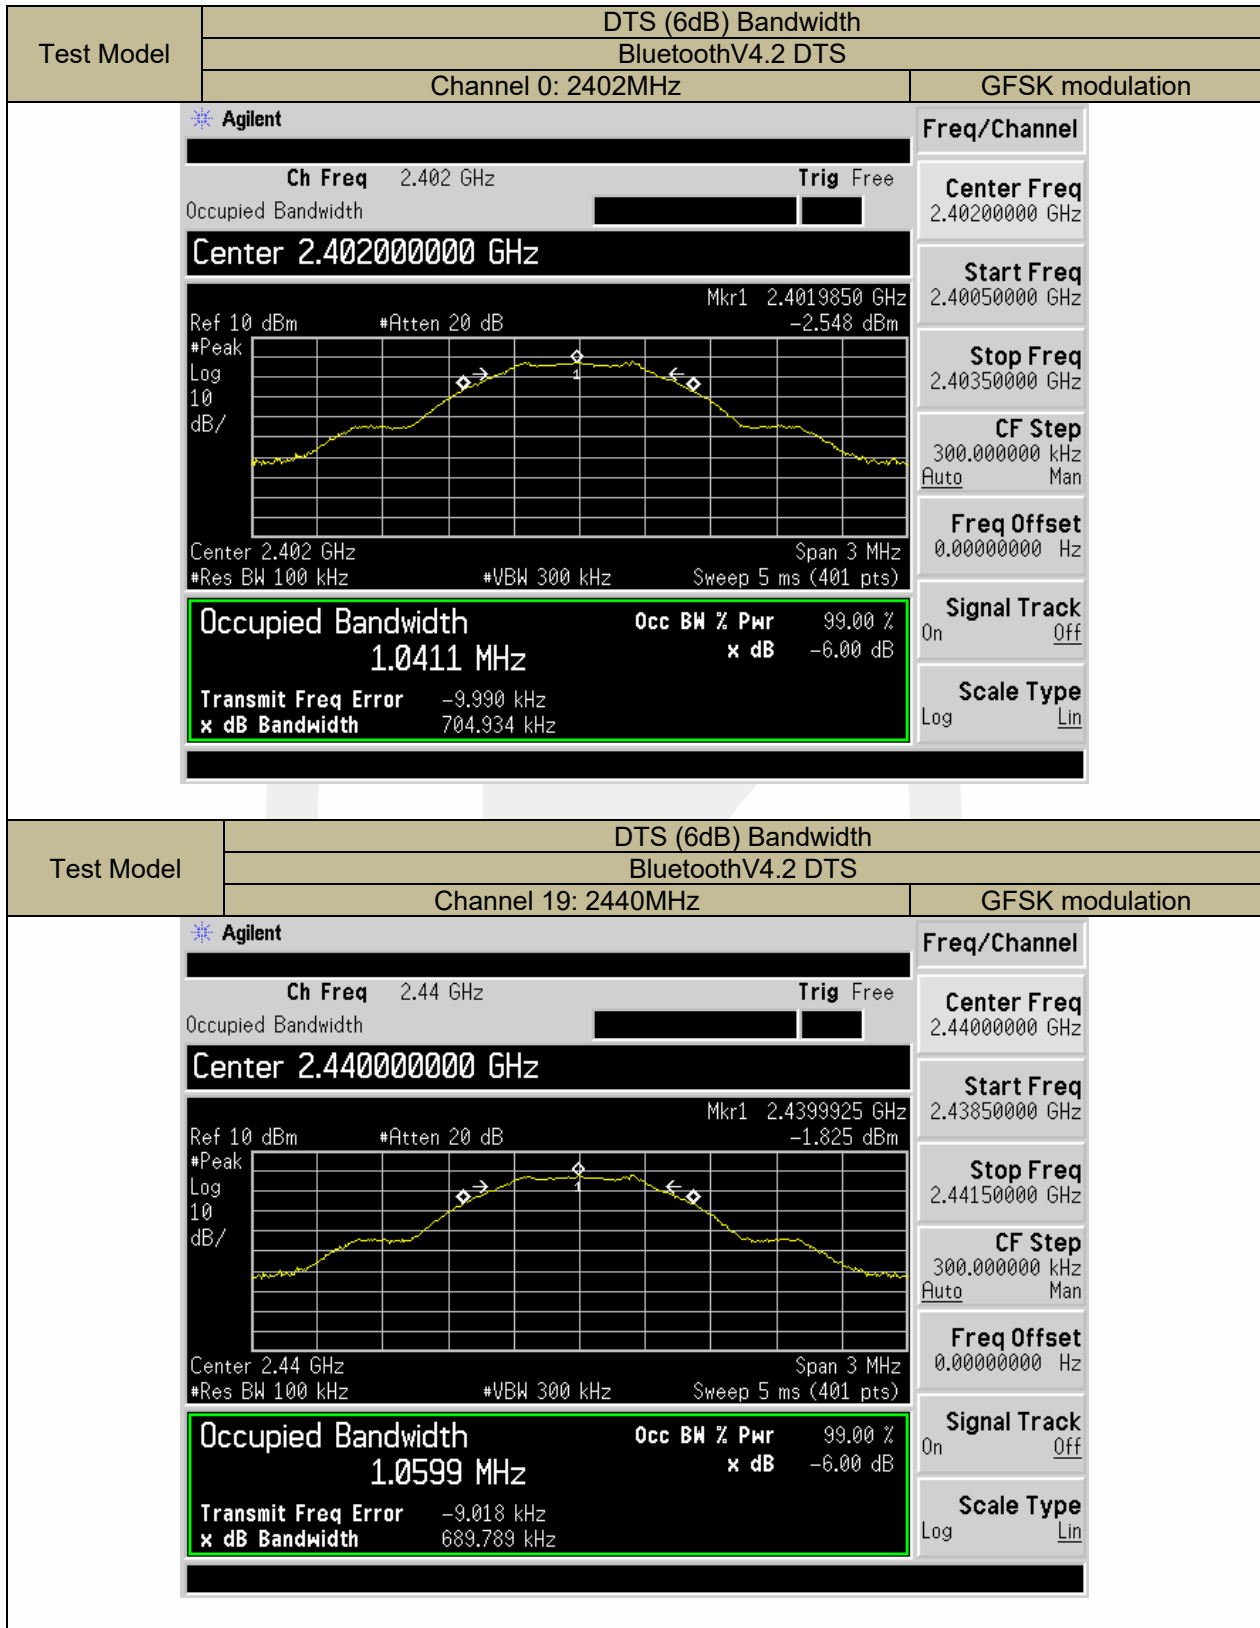 Test Model
DTS (6dB) Bandwidth
BluetoothV4.2 DTS
Channel 0: 2402MHz GFSK modulation
Agilent
Freq/Channel
Ch Freq 2.402 GHz Trig Free
Occupied Bandwidth
Center 2.402000000 GHz
Mkr1 2.4019850 GHz
Ref 10 dBm #Atten 20 dB -2.548 dBm
#Peak
Log
10
dB/
1
Center 2.402 GHz Span 3 MHz
#Res BW 100 kHz #VBW 300 kHz Sweep 5 ms (401 pts)
Occupied Bandwidth Occ BW % Pwr 99.00 %
1.0411 MHz x dB -6.00 dB
Transmit Freq Error -9.990 kHz
x dB Bandwidth 704.934 kHz
Center Freq
2.40200000 GHz
Start Freq
2.40050000 GHz
Stop Freq
2.40350000 GHz
CF Step
300.000000 kHz
Auto Man
Freq Offset
0.00000000 Hz
Signal Track
On Off
Scale Type
Log Lin
Test Model
DTS (6dB) Bandwidth
BluetoothV4.2 DTS
Channel 19: 2440MHz GFSK modulation
Agilent
Freq/Channel
Ch Freq 2.44 GHz Trig Free
Occupied Bandwidth
Center 2.440000000 GHz
Mkr1 2.4399925 GHz
Ref 10 dBm #Atten 20 dB -1.825 dBm
#Peak
Log
10
dB/
1
Center 2.44 GHz Span 3 MHz
#Res BW 100 kHz #VBW 300 kHz Sweep 5 ms (401 pts)
Occupied Bandwidth Occ BW % Pwr 99.00 %
1.0599 MHz x dB -6.00 dB
Transmit Freq Error -9.018 kHz
x dB Bandwidth 689.789 kHz
Center Freq
2.44000000 GHz
Start Freq
2.43850000 GHz
Stop Freq
2.44150000 GHz
CF Step
300.000000 kHz
Auto Man
Freq Offset
0.00000000 Hz
Signal Track
On Off
Scale Type
Log Lin